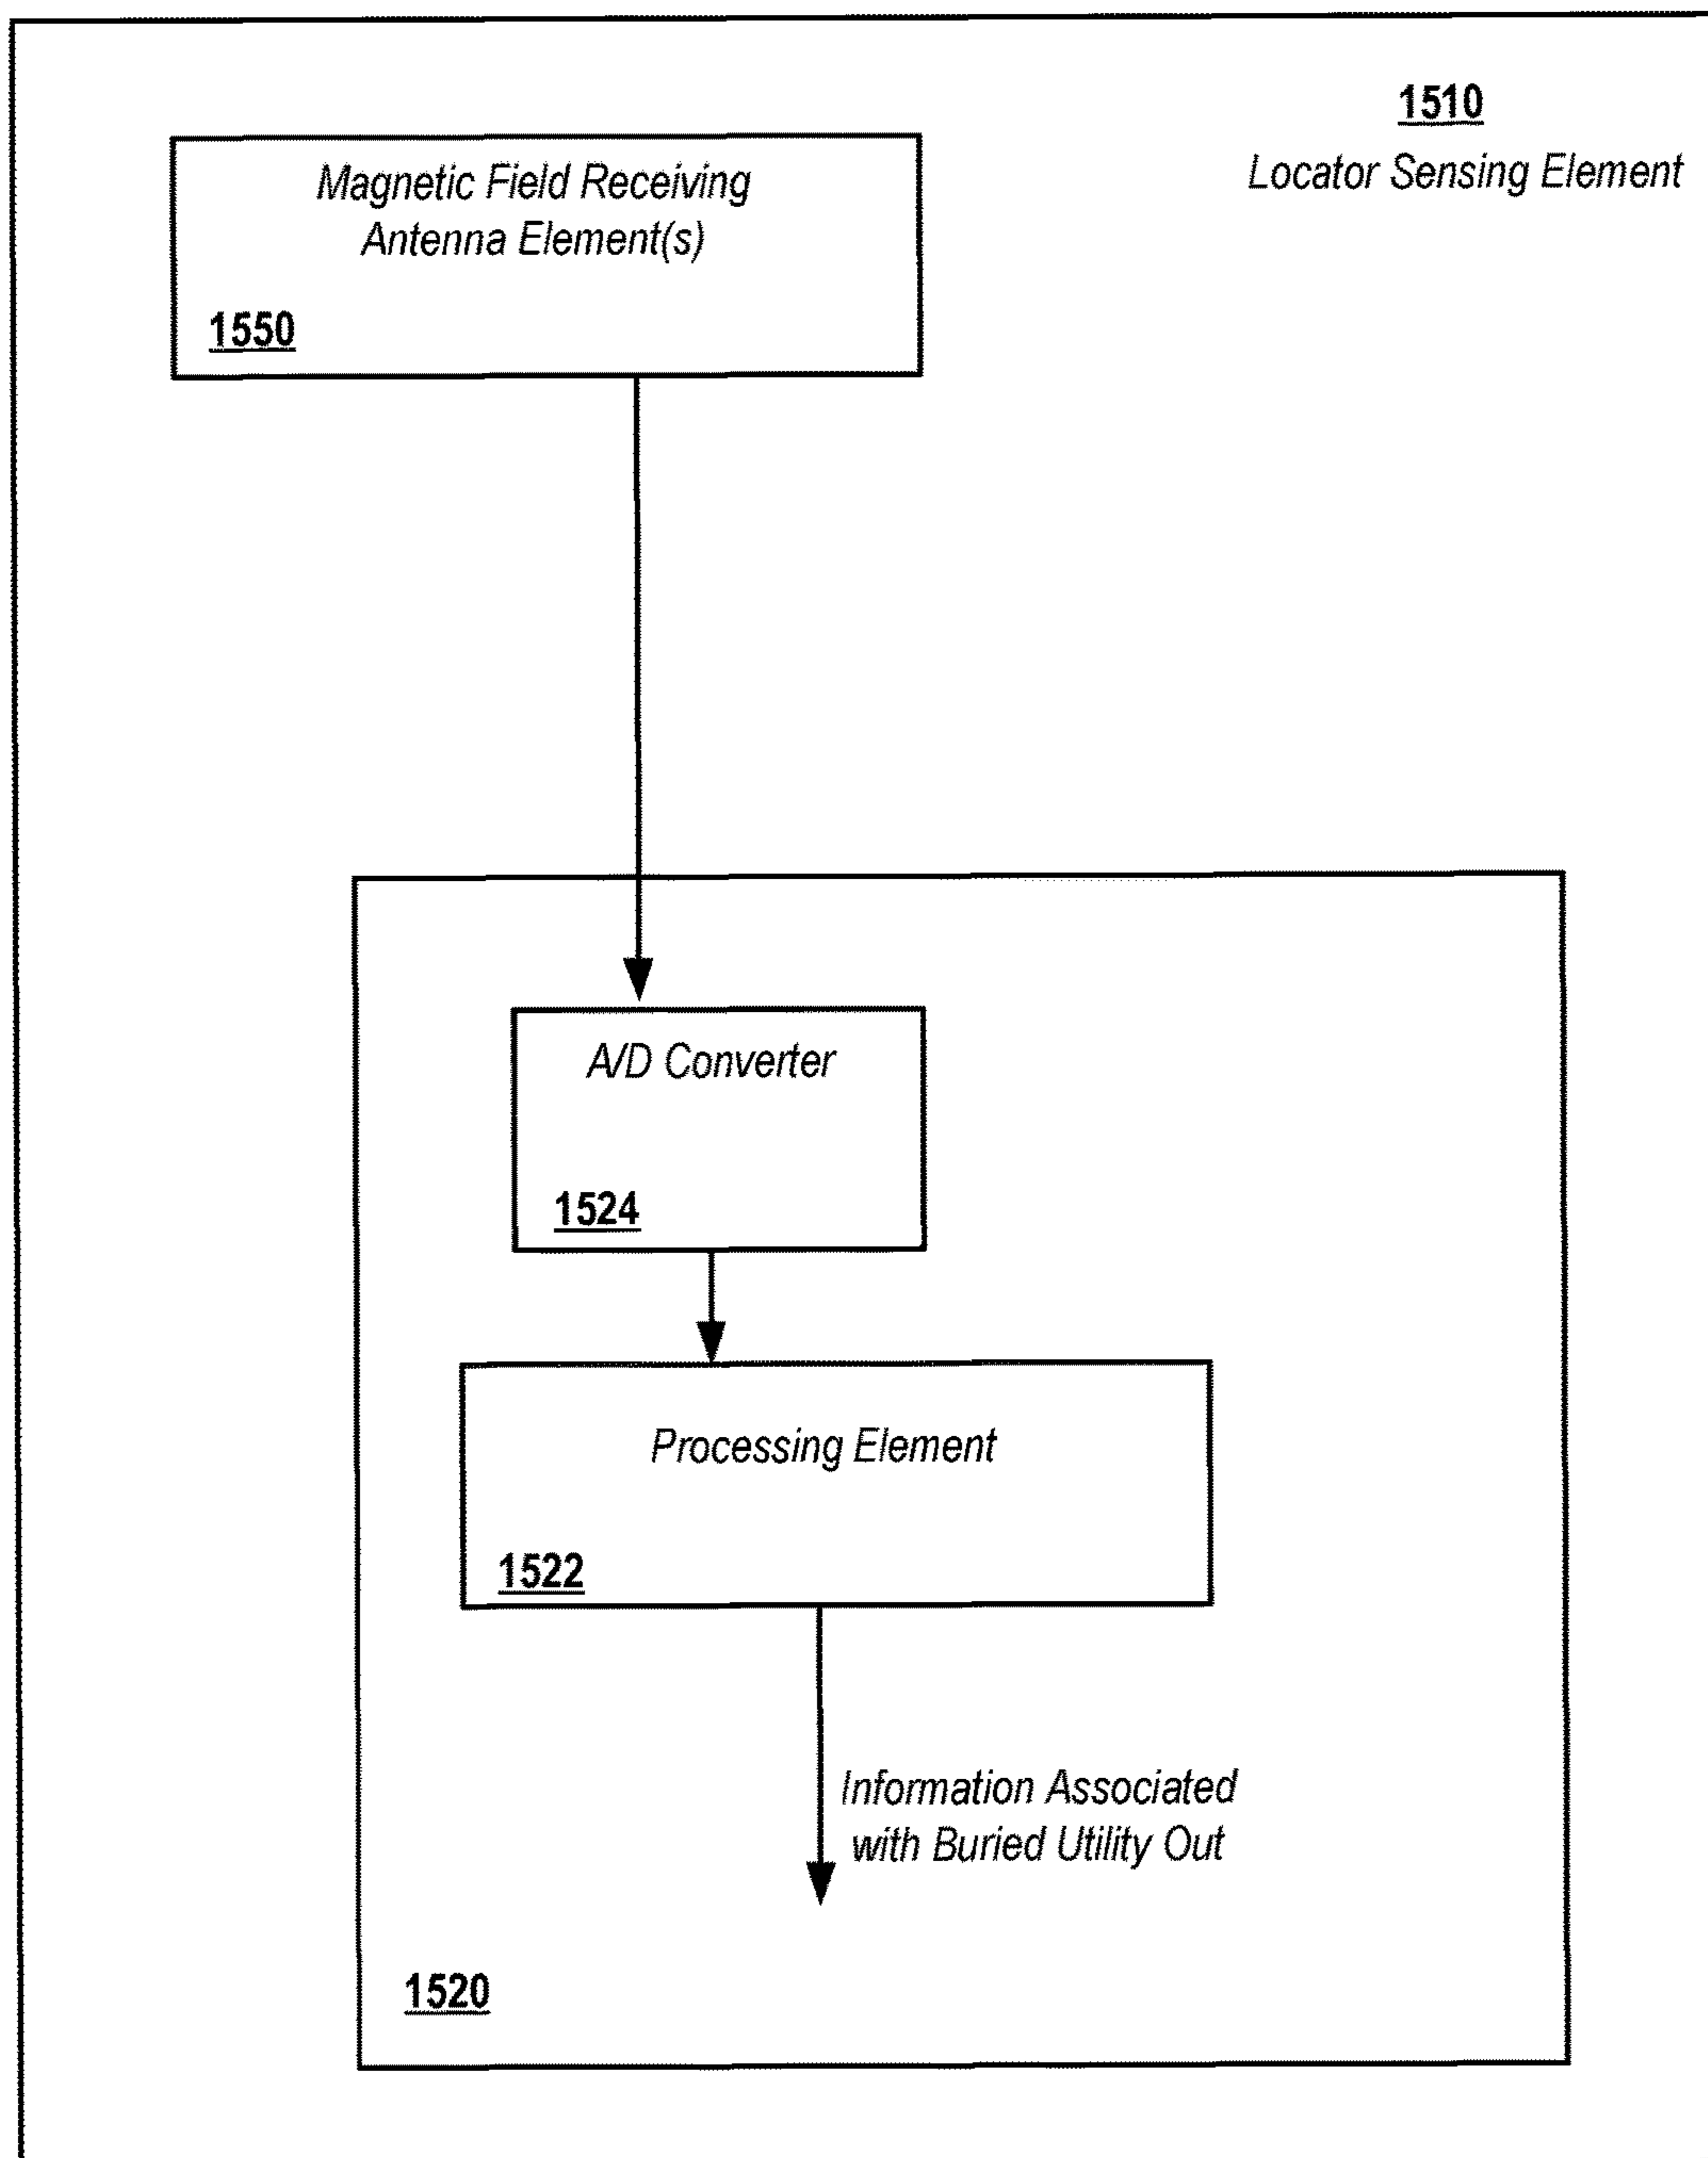 1510
Locator Sensing Element
Magnetic Field Receiving
Antenna Element(s)
1550
A/D Converter
1524
Processing Element
1522
Information Associated
with Buried Utility Out
1520